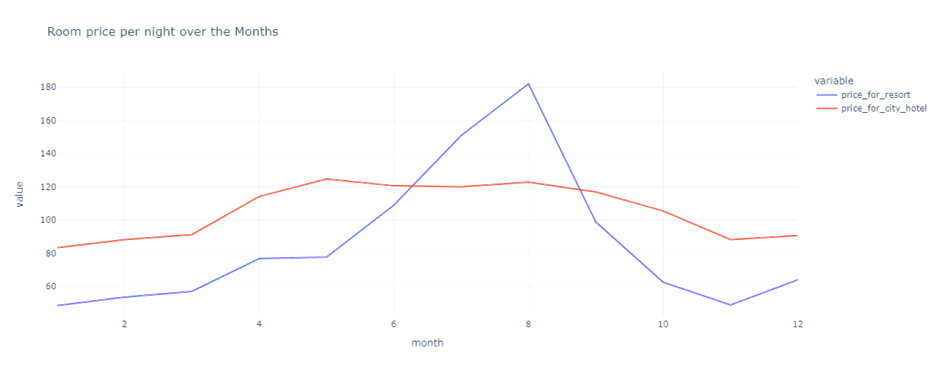 Room price per night over the Months
variable
price_for_resort
price_for_city_hotel
180
160
140
120
100
80
60
value
2
4
6
8
10
12
month